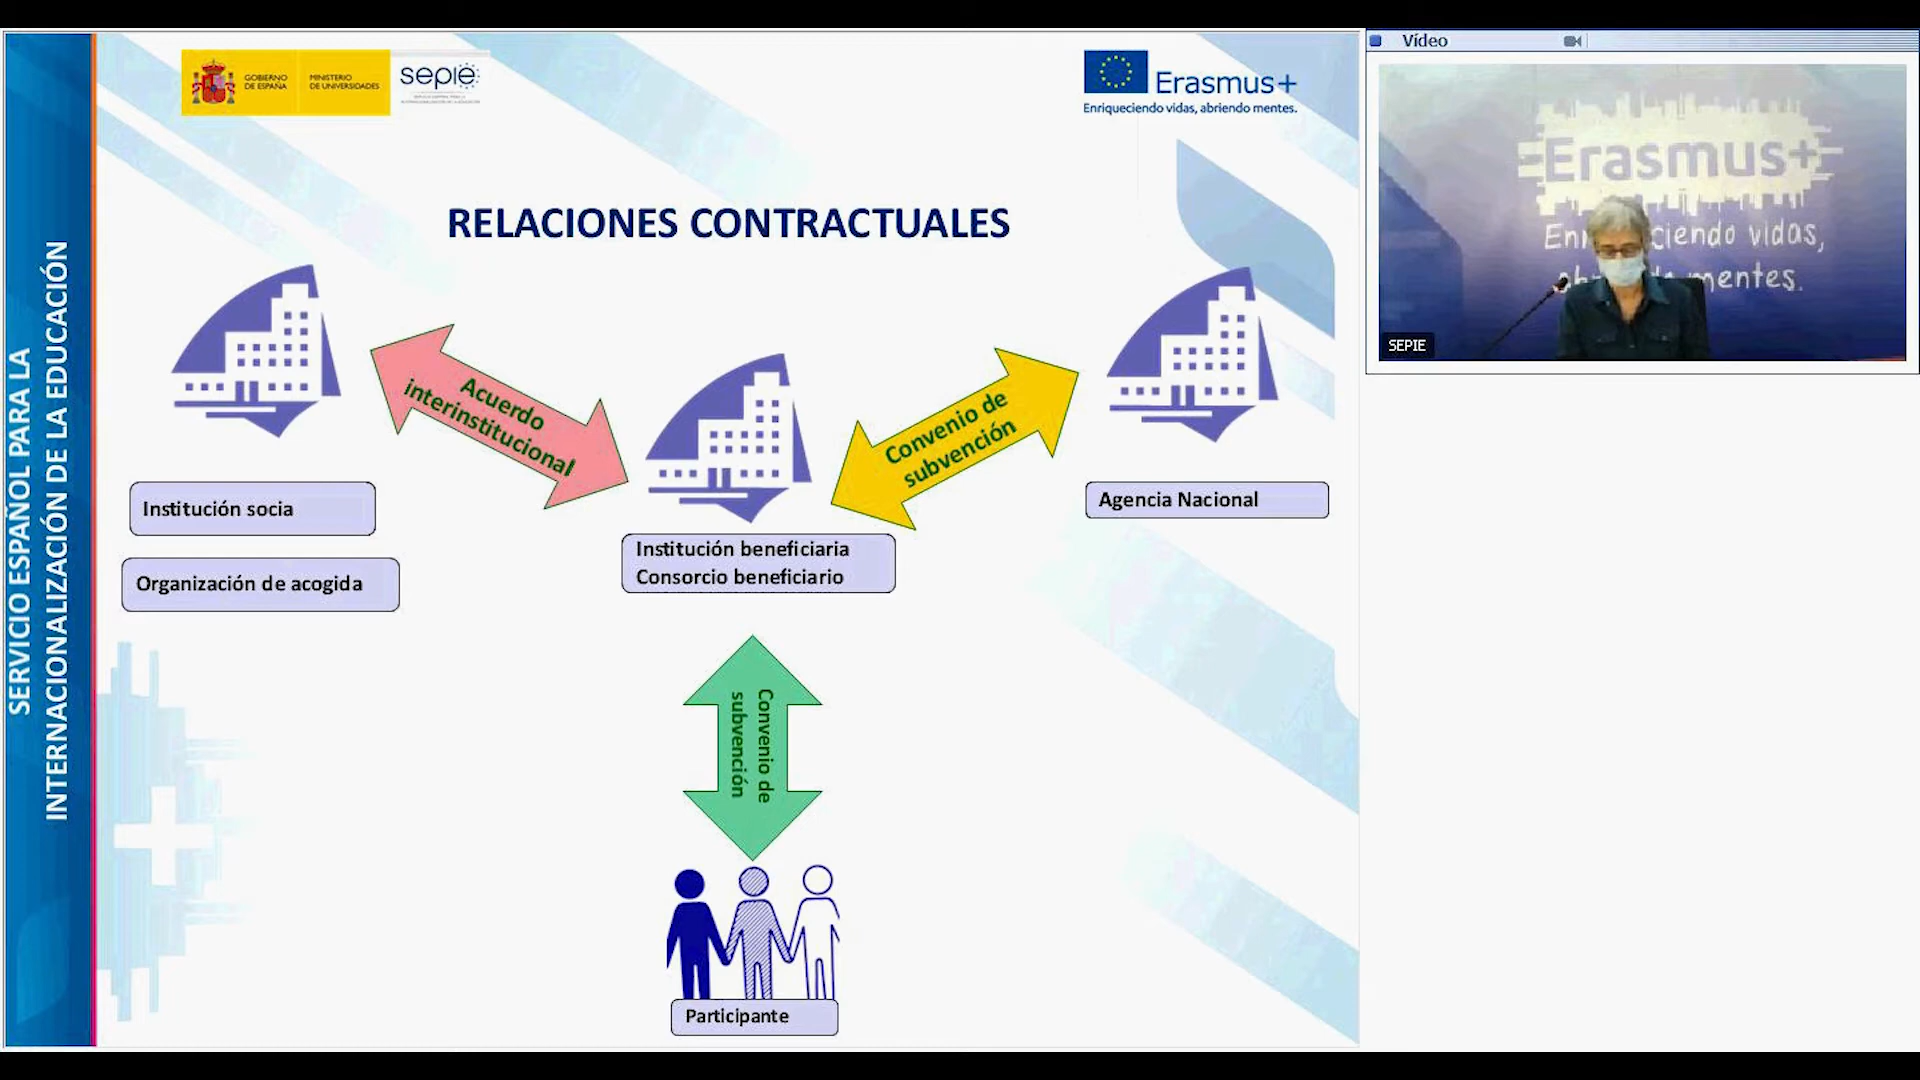 GOBIERNO
DE ESPAÑA
MINISTERIO
DE UNIVERSIDADES
sepie
Erasmus+
Enriqueciendo vidas, abriendo mentes.
SERVICIO ESPAÑOL PARA LA
INTERNACIONALIZACIÓN DE LA EDUCACIÓN
RELACIONES CONTRACTUALES
Acuerdo
interinstitucional
Convenio de
subvención
Institución socia
Organización de acogida
Institución beneficiaria
Consorcio beneficiario
Agencia Nacional
Convenio de
subvención
Participante
Vídeo
Erasmus+
vidas,
mentes.
SEPIE